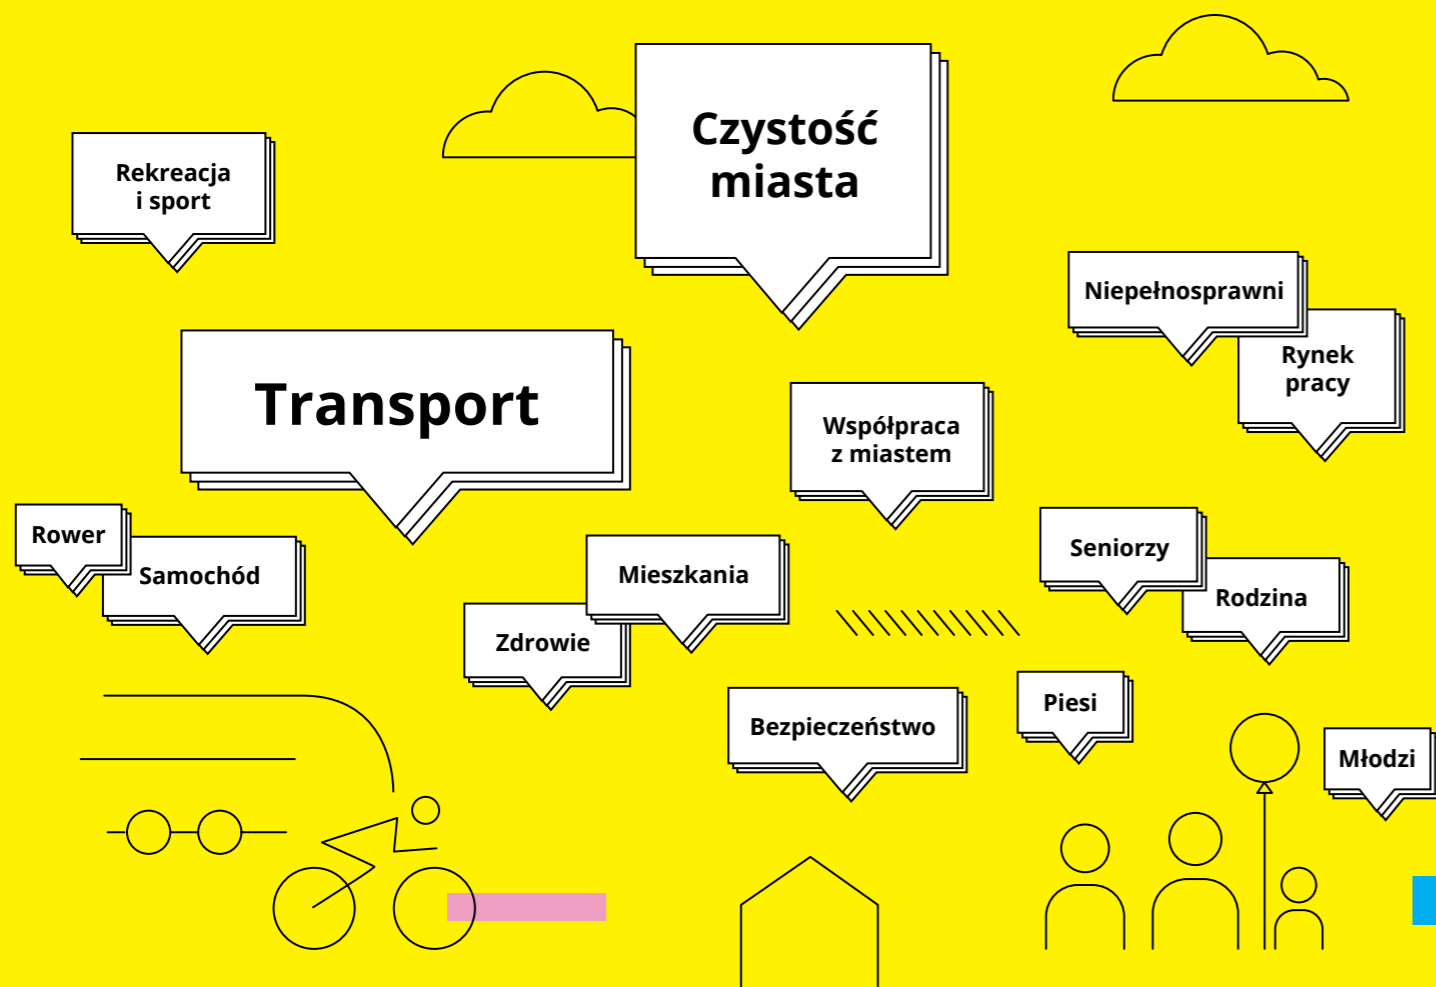 Czystość
miasta
Rekreacja
i sport
Niepełnosprawni
Rynek
pracy
Transport
Współpraca
z miastem
Rower
Samochód
Mieszkania
Zdrowie
Seniorzy
Rodzina
Bezpieczeństwo
Piesi
Młodzi